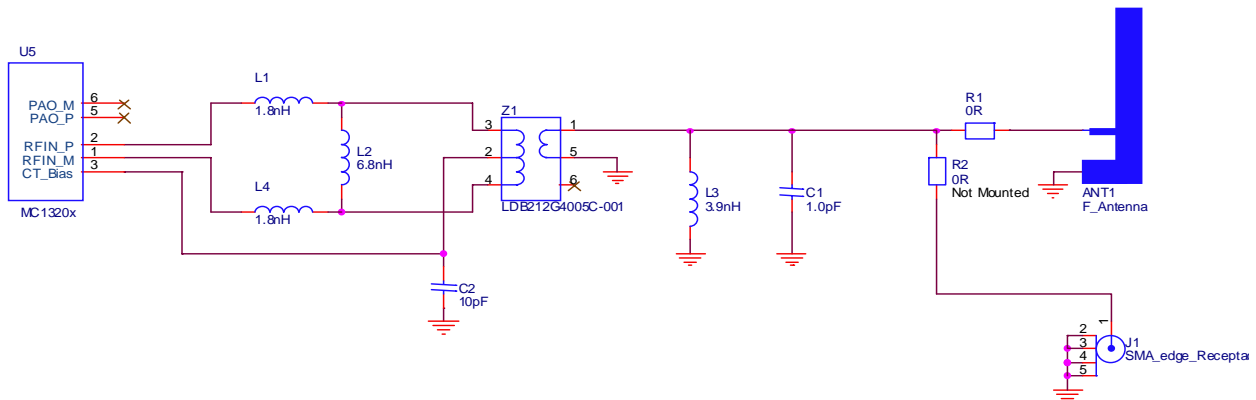 U5
PAO_M
6
PAO_P
5
RFIN_P
2
RFIN_M
1
CT_Bias
3
MC1320x
L1
1.8nH
L2
6.8nH
L4
1.8nH
C2
10pF
Z1
3
2
4
1
5
6
LDB212G4005C-001
L3
3.9nH
C1
1.0pF
R1
0R
R2
0R
Not Mounted
ANT1
F_Antenna
1
2
3
4
5
J1
SMA_edge_Recepta